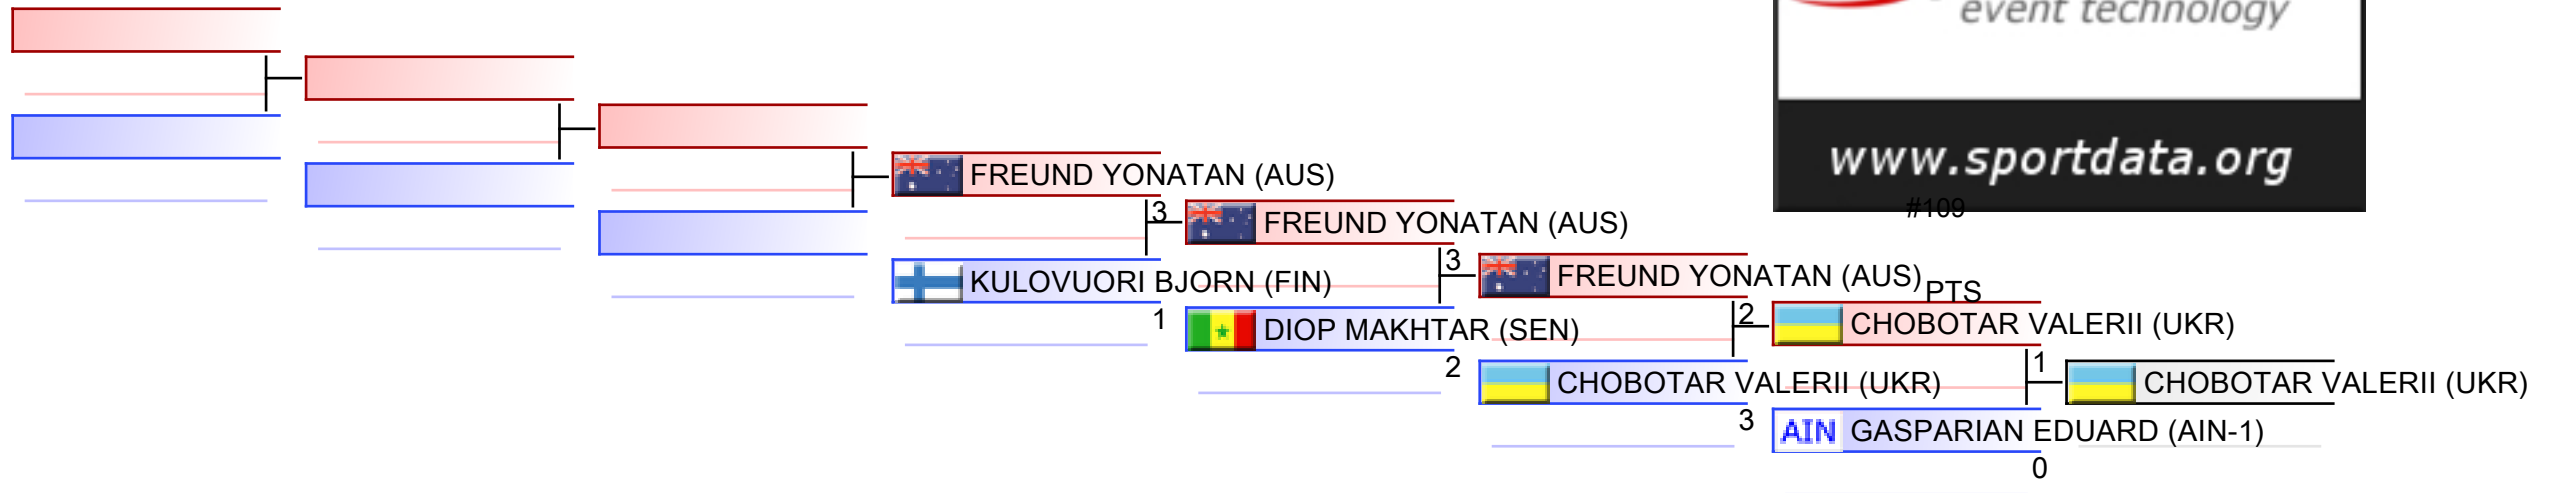 event technology
www.sportdata.org
#109
FREUND YONATAN (AUS)
3
FREUND YONATAN (AUS)
KULOVUORI BJORN (FIN)
1
3
FREUND YONATAN (AUS)
PTS
DIOP MAKHTAR (SEN)
2
2
CHOBOTAR VALERII (UKR)
CHOBOTAR VALERII (UKR)
3
1
CHOBOTAR VALERII (UKR)
AIN GASPARIAN EDUARD (AIN-1)
0